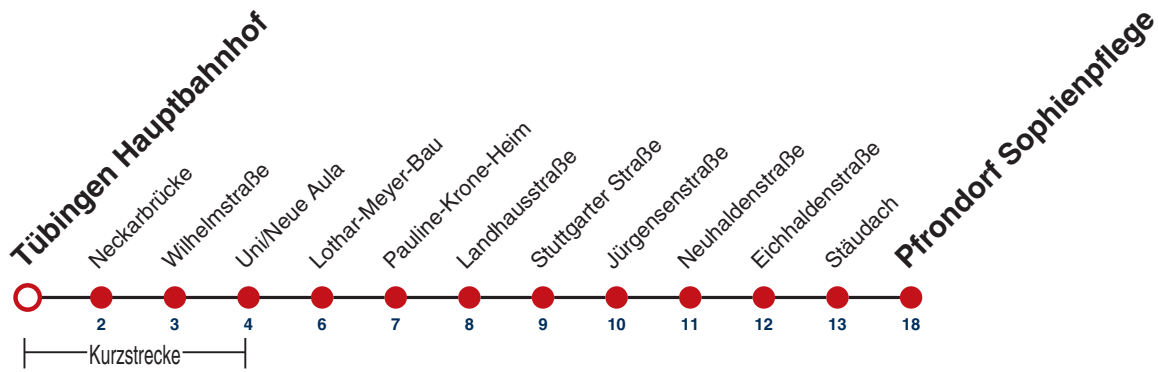 Tübingen Hauptbahnhof
Neckarbrücke
Wilhelmstraße
Uni/Neue Aula
Lothar-Meyer-Bau
Pauline-Krone-Heim
Landhausstraße
Stuttgarter Straße
Jürgensenstraße
Neuhaldenstraße
Eichhaldenstraße
Stäudach
Pfrondorf Sophienpflege
2 3 4 6 7 8 9 10 11 12 13 18
Kurzstrecke